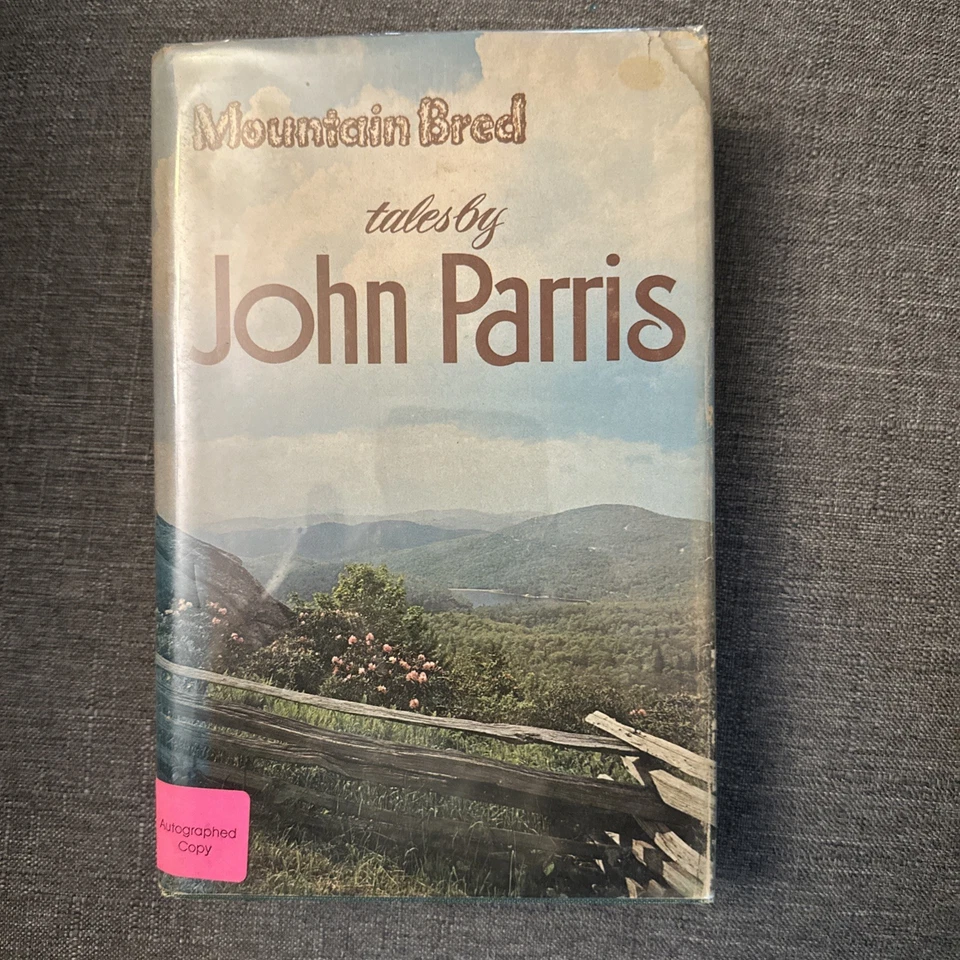 Mountain Bred
tales by
John Parris
Autographed
Copy